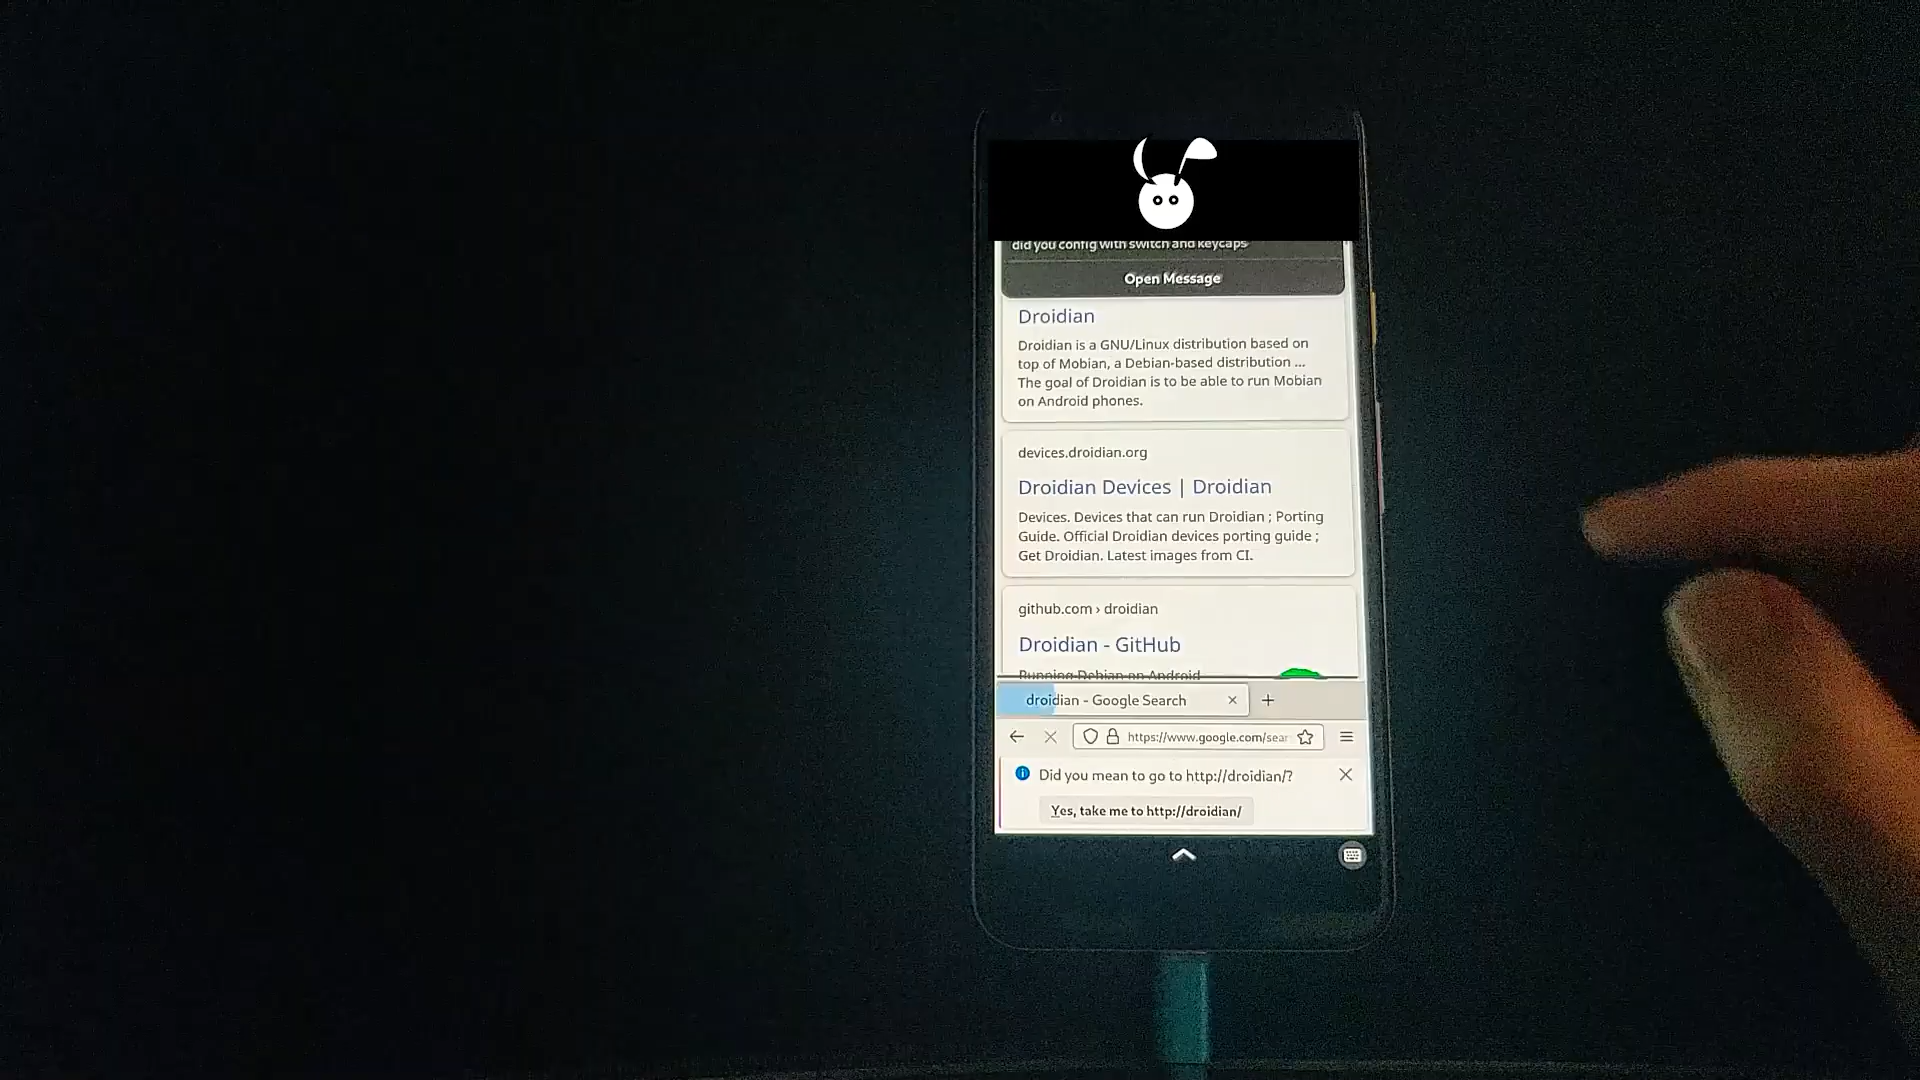 did you config with switch and keycaps
Open Message
Droidian
Droidian is a GNU/Linux distribution based on
top of Mobian, a Debian-based distribution ...
The goal of Droidian is to be able to run Mobian
on Android phones.
devices.droidian.org
Droidian Devices | Droidian
Devices. Devices that can run Droidian ; Porting
Guide. Official Droidian devices porting guide ;
Get Droidian. Latest images from CI.
github.com › droidian
Droidian - GitHub
Running Debian on Android
droidian - Google Search
https://www.google.com/sear
Did you mean to go to http://droidian/?
Yes, take me to http://droidian/